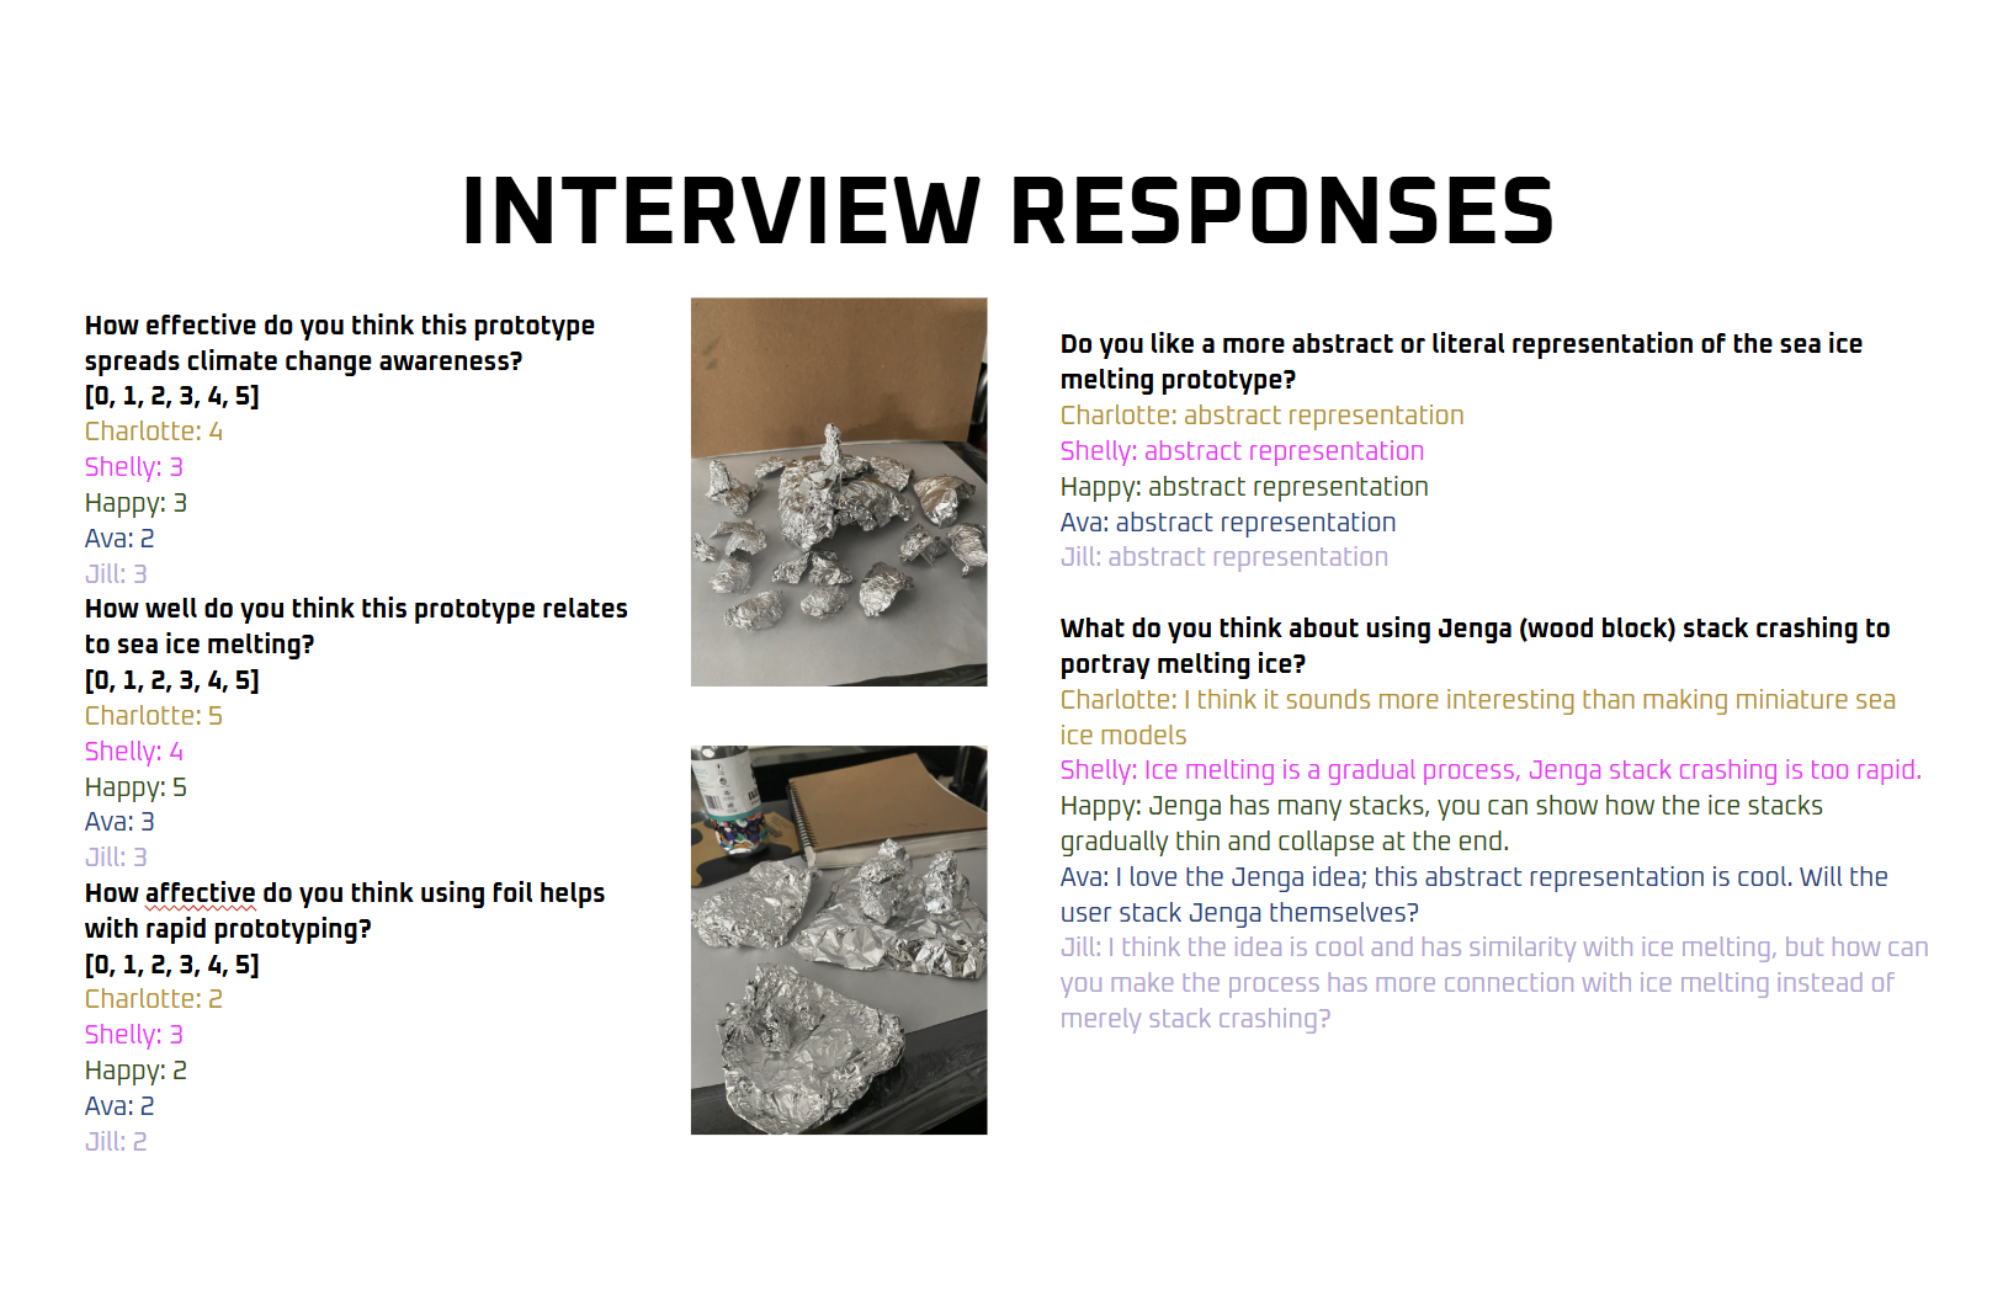 INTERVIEW RESPONSES
How effective do you think this prototype
spreads climate change awareness?
[0, 1, 2, 3, 4, 5]
Charlotte: 4
Shelly: 3
Happy: 3
Ava: 2
Jill: 3
How well do you think this prototype relates
to sea ice melting?
[0, 1, 2, 3, 4, 5]
Charlotte: 5
Shelly: 4
Happy: 5
Ava: 3
Jill: 3
How affective do you think using foil helps
with rapid prototyping?
[0, 1, 2, 3, 4, 5]
Charlotte: 2
Shelly: 3
Happy: 2
Ava: 2
Jill: 2
Do you like a more abstract or literal representation of the sea ice
melting prototype?
Charlotte: abstract representation
Shelly: abstract representation
Happy: abstract representation
Ava: abstract representation
Jill: abstract representation
What do you think about using Jenga (wood block) stack crashing to
portray melting ice?
Charlotte: I think it sounds more interesting than making miniature sea
ice models
Shelly: Ice melting is a gradual process, Jenga stack crashing is too rapid.
Happy: Jenga has many stacks, you can show how the ice stacks
gradually thin and collapse at the end.
Ava: I love the Jenga idea; this abstract representation is cool. Will the
user stack Jenga themselves?
Jill: I think the idea is cool and has similarity with ice melting, but how can
you make the process has more connection with ice melting instead of
merely stack crashing?